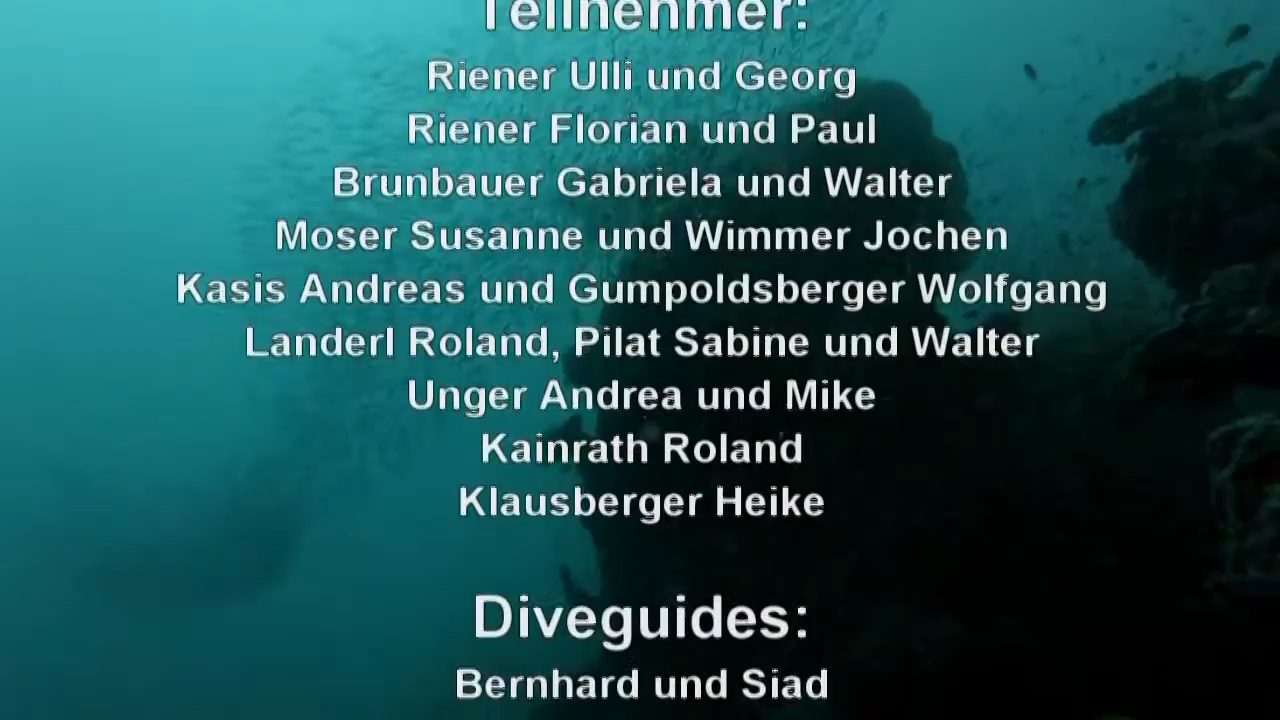 Teilnehmer:
Riener Ulli und Georg
Riener Florian und Paul
Brunbauer Gabriela und Walter
Moser Susanne und Wimmer Jochen
Kasis Andreas und Gumpoldsberger Wolfgang
Landerl Roland, Pilat Sabine und Walter
Unger Andrea und Mike
Kainrath Roland
Klausberger Heike
Diveguides:
Bernhard und Siad